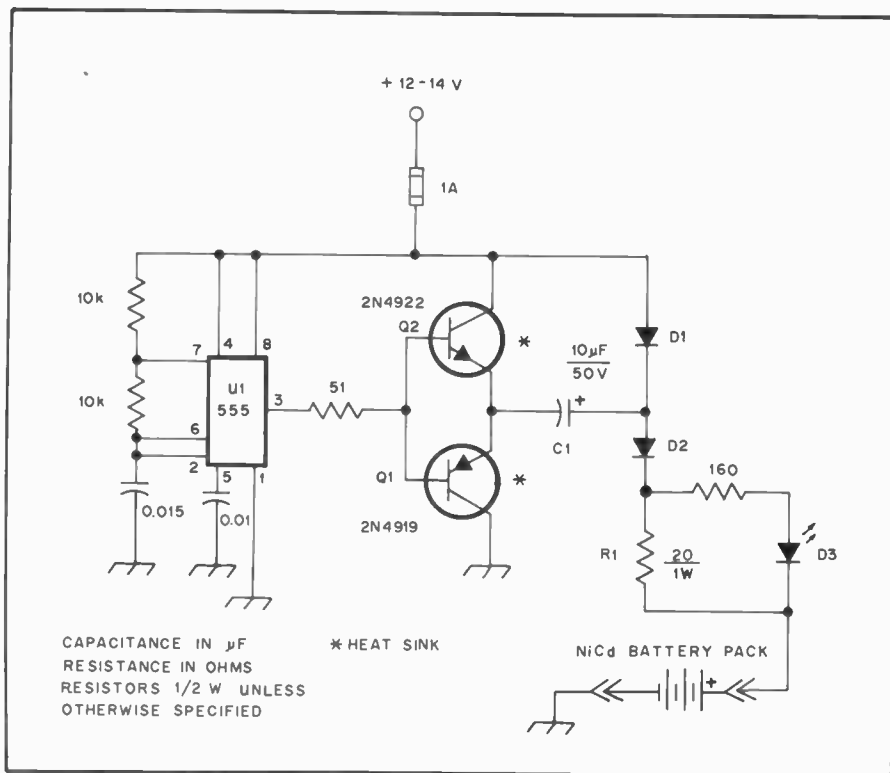 + 12-14 V
1A
10k
2N4922
Q2
*
D1
4
8
7
10k
U1
555
3
51
10µF
50V
+
C1
D2
6
2
5
1
Q1
*
160
0.015
0.01
2N4919
R1
20
1W
D3
CAPACITANCE IN µF
RESISTANCE IN OHMS
RESISTORS 1/2 W UNLESS
OTHERWISE SPECIFIED
* HEAT SINK
NiCd BATTERY PACK
+